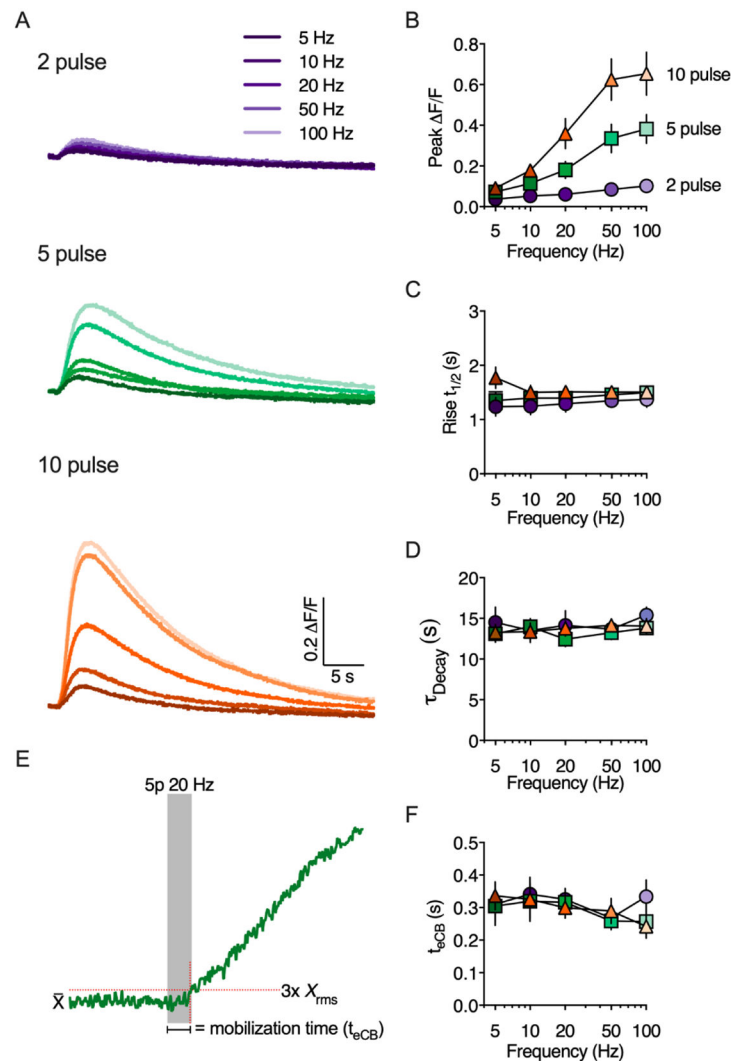 A
2 pulse
5 Hz
10 Hz
20 Hz
50 Hz
100 Hz
5 pulse
10 pulse
0.2 ΔF/F
5 s
B
Peak ΔF/F
0.8
0.6
0.4
0.2
0.0
10 pulse
5 pulse
2 pulse
5 10 20 50 100
Frequency (Hz)
C
Rise t1/2 (s)
3
2
1
0
5 10 20 50 100
Frequency (Hz)
D
τDecay (s)
20
15
10
5
0
5 10 20 50 100
Frequency (Hz)
E
5p 20 Hz
X̄
3x Xrms
= mobilization time (teCB)
F
teCB (s)
0.5
0.4
0.3
0.2
0.1
0.0
5 10 20 50 100
Frequency (Hz)